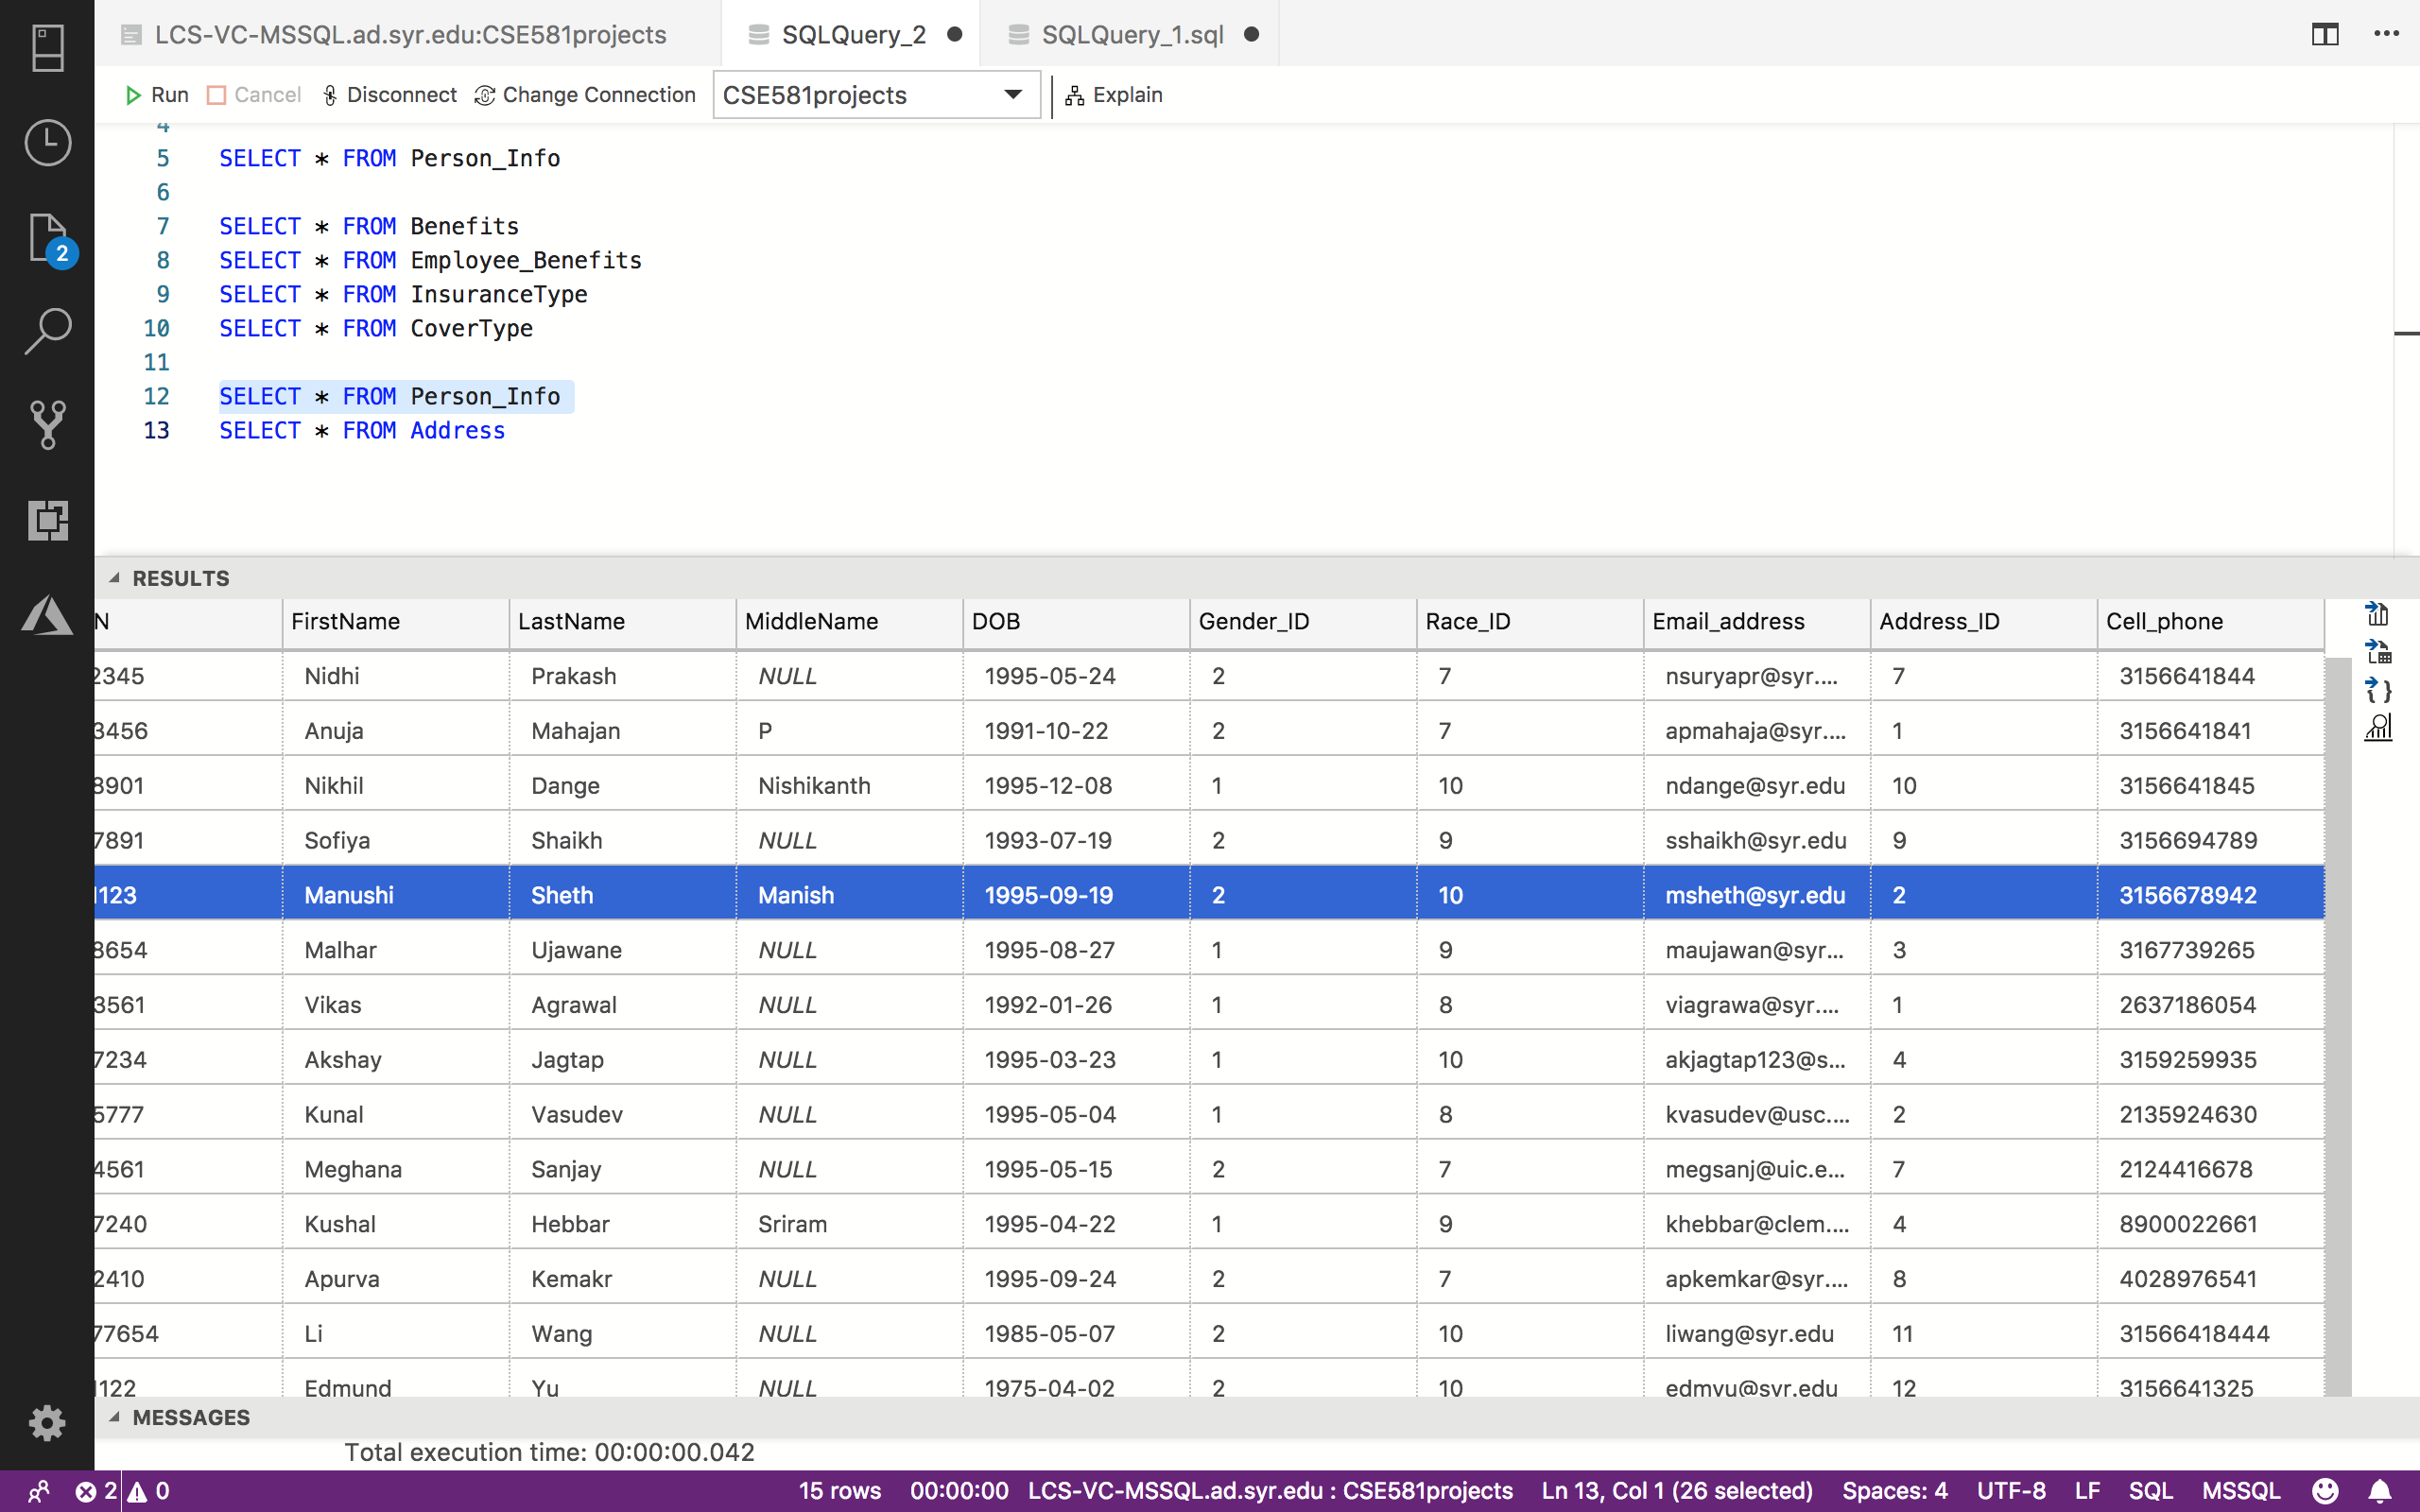 LCS-VC-MSSQL.ad.syr.edu:CSE581projects SQLQuery_2 SQLQuery_1.sql
Run Cancel Disconnect Change Connection CSE581projects Explain
4
5 SELECT * FROM Person_Info
6
2
7 SELECT * FROM Benefits
8 SELECT * FROM Employee_Benefits
9 SELECT * FROM InsuranceType
10 SELECT * FROM CoverType
11
12 SELECT * FROM Person_Info
13 SELECT * FROM Address
RESULTS
N FirstName LastName MiddleName DOB Gender_ID Race_ID Email_address Address_ID Cell_phone
2345 Nidhi Prakash NULL 1995-05-24 2 7 nsuryapr@syr.... 7 3156641844
3456 Anuja Mahajan P 1991-10-22 2 7 apmahaja@syr.... 1 3156641841
8901 Nikhil Dange Nishikanth 1995-12-08 1 10 ndange@syr.edu 10 3156641845
7891 Sofiya Shaikh NULL 1993-07-19 2 9 sshaikh@syr.edu 9 3156694789
1123 Manushi Sheth Manish 1995-09-19 2 10 msheth@syr.edu 2 3156678942
8654 Malhar Ujawane NULL 1995-08-27 1 9 maujawan@syr... 3 3167739265
3561 Vikas Agrawal NULL 1992-01-26 1 8 viagrawa@syr.... 1 2637186054
7234 Akshay Jagtap NULL 1995-03-23 1 10 akjagtap123@s... 4 3159259935
5777 Kunal Vasudev NULL 1995-05-04 1 8 kvasudev@usc.... 2 2135924630
4561 Meghana Sanjay NULL 1995-05-15 2 7 megsanj@uic.e... 7 2124416678
7240 Kushal Hebbar Sriram 1995-04-22 1 9 khebbar@clem.... 4 8900022661
2410 Apurva Kemakr NULL 1995-09-24 2 7 apkemkar@syr.... 8 4028976541
77654 Li Wang NULL 1985-05-07 2 10 liwang@syr.edu 11 31566418444
1122 Edmund Yu NULL 1975-04-02 2 10 edmyu@syr.edu 12 3156641325
MESSAGES
Total execution time: 00:00:00.042
2 0 15 rows 00:00:00 LCS-VC-MSSQL.ad.syr.edu : CSE581projects Ln 13, Col 1 (26 selected) Spaces: 4 UTF-8 LF SQL MSSQL